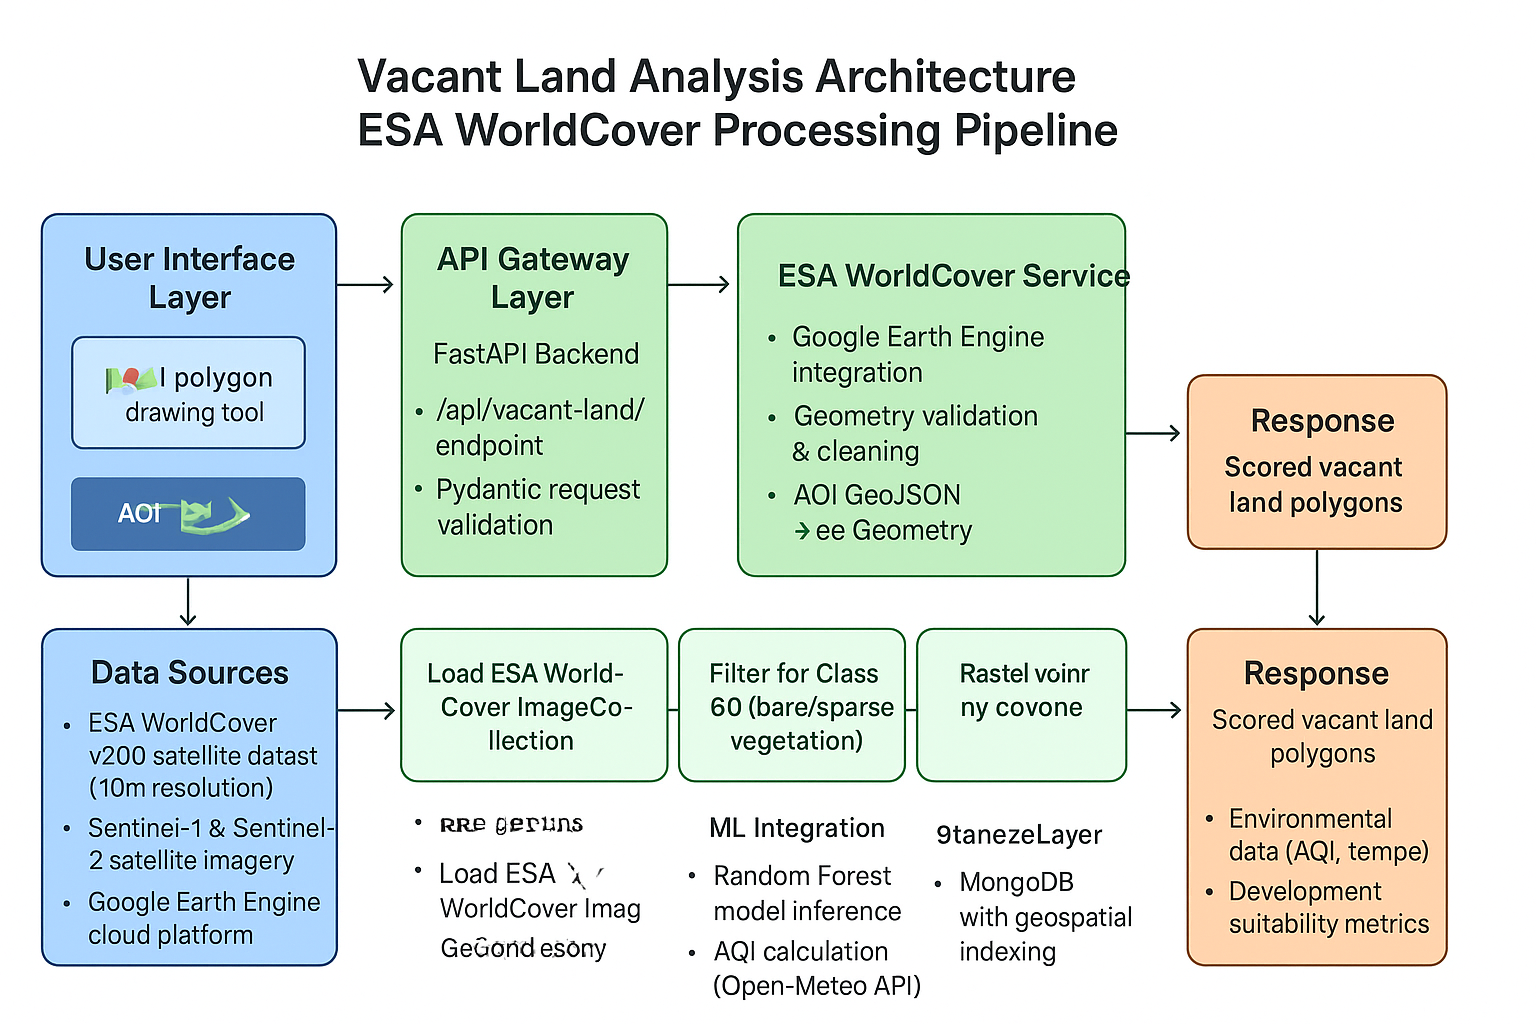 Vacant Land Analysis Architecture
ESA WorldCover Processing Pipeline
User Interface
Layer
I polygon
drawing tool
AOI
API Gateway
Layer
FastAPI Backend
• /apl/vacant-land/
endpoint
• Pydantic request
validation
ESA WorldCover Service
• Google Earth Engine
integration
• Geometry validation
& cleaning
• AOI GeoJSON
→ ee Geometry
Response
Scored vacant
land polygons
Data Sources
• ESA WorldCover
v200 satellite datast
(10m resolution)
• Sentinei-1 & Sentinel-
2 satellite imagery
• Google Earth Engine
cloud platform
Load ESA World-
Cover ImageCo-
llection
Filter for Class
60 (bare/sparse
vegetation)
Rastel voinr
ny covone
• Load ESA
WorldCover Imag
ML Integration
• Random Forest
model inference
• AQI calculation
(Open-Meteo API)
9tanezeLayer
• MongoDB
with geospatial
indexing
Response
Scored vacant land
polygons
• Environmental
data (AQI, tempe)
• Development
suitability metrics